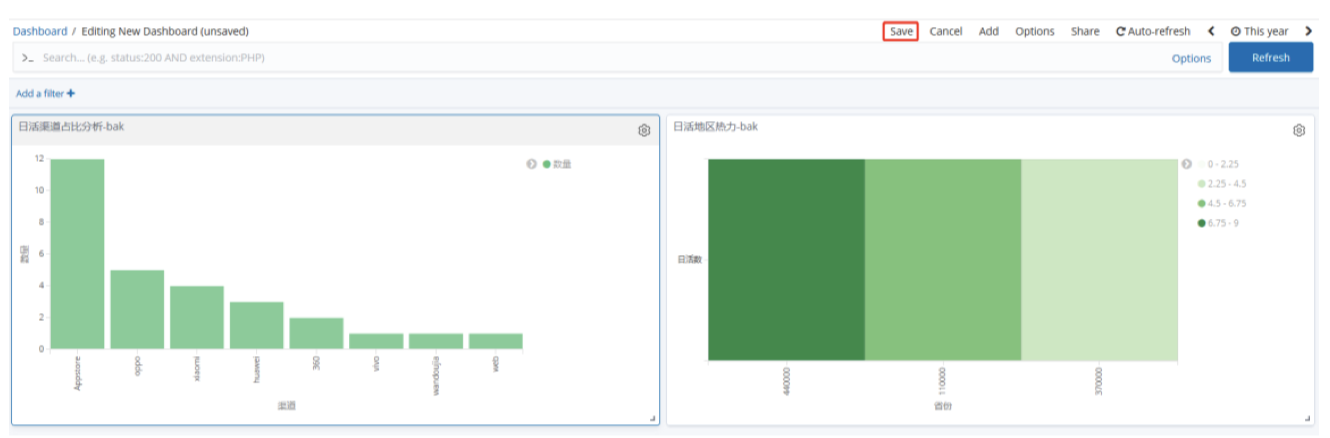 Dashboard / Editing New Dashboard (unsaved)
Save Cancel Add Options Share Auto-refresh This year
>_ Search... (e.g. status:200 AND extension:PHP) Options Refresh
Add a filter +
日活渠道占比分析-bak
12
10
8
6
4
2
0
数量
数量
Appstore
oppo
xiaomi
huawei
360
vivo
wandoujia
web
渠道
日活地区热力-bak
日活数
0 - 2.25
2.25 - 4.5
4.5 - 6.75
6.75 - 9
440000
110000
370000
省份